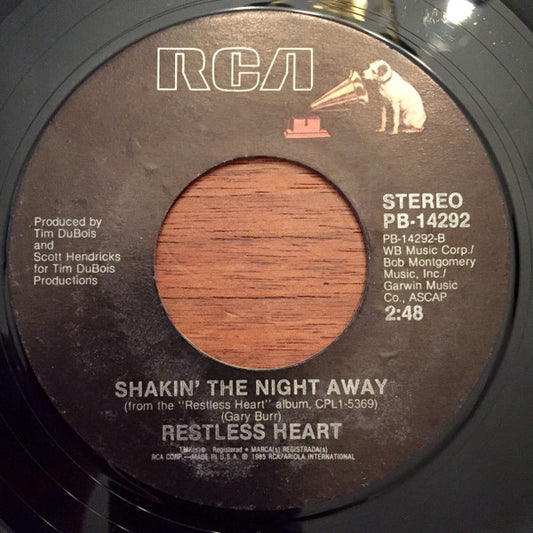 RCA
STEREO
PB-14292
PB-14292-B
WB Music Corp./
Bob Montgomery
Music, Inc./
Garwin Music
Co., ASCAP
2:48
Produced by
Tim DuBois
and
Scott Hendricks
for Tim DuBois
Productions
SHAKIN' THE NIGHT AWAY
(from the "Restless Heart" album, CPL1-5369)
(Gary Burr)
RESTLESS HEART
TMK(s)® Registered • MARCA(s) REGISTRADA(s)
RCA CORP.—MADE IN U.S.A. ℗ 1985 RCA/ARIOLA INTERNATIONAL